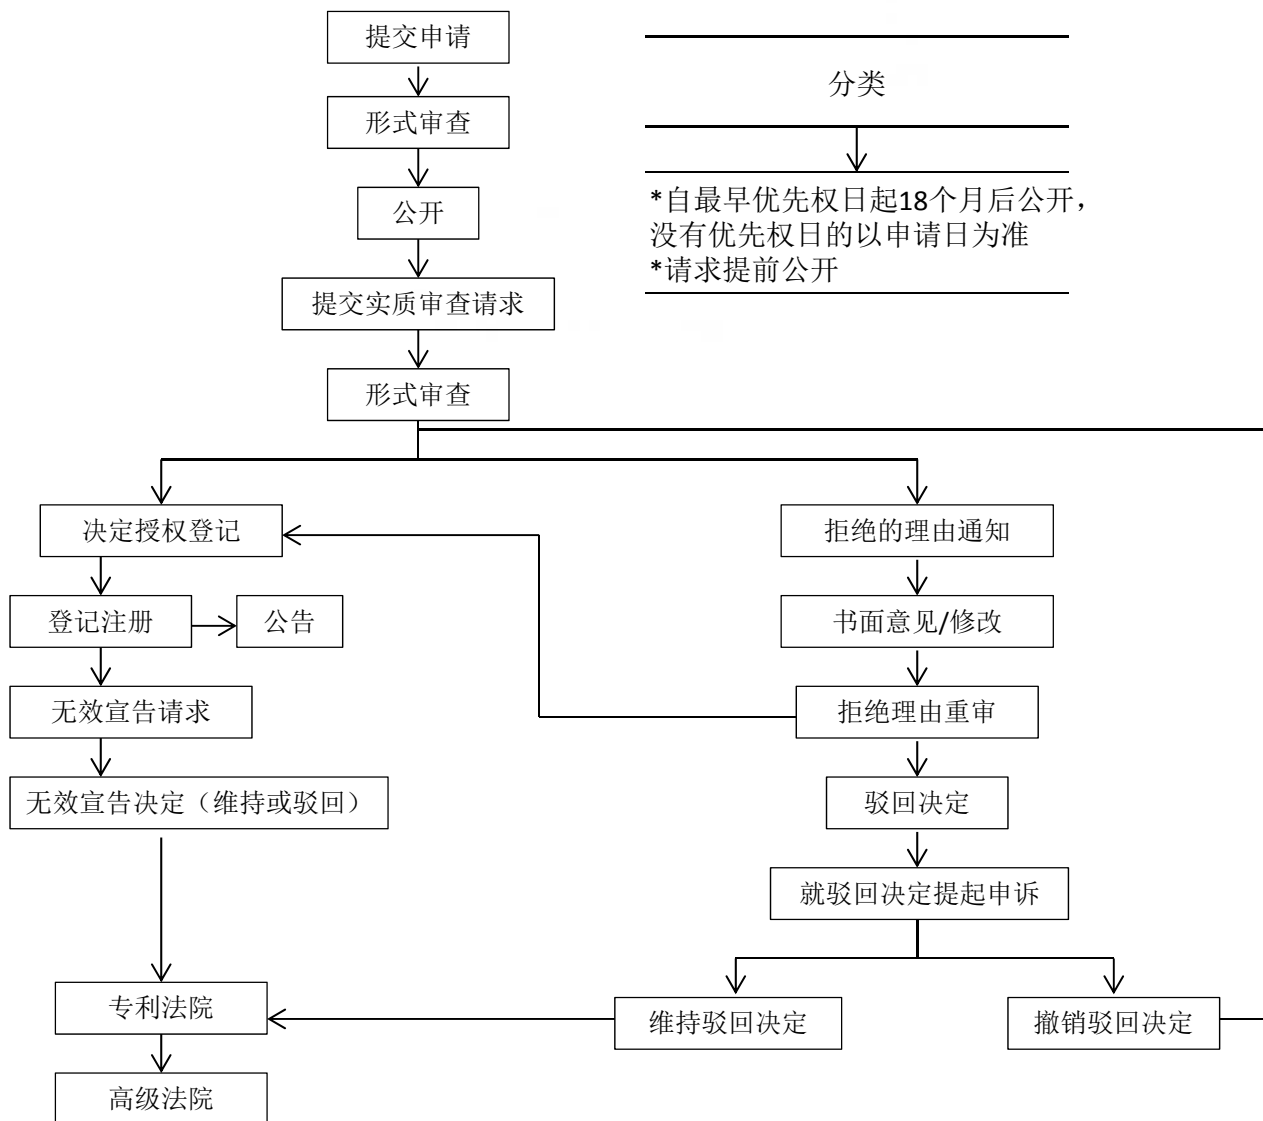 提交申请
形式审查
公开
提交实质审查请求
形式审查
分类
*自最早优先权日起18个月后公开，
没有优先权日的以申请日为准
*请求提前公开
决定授权登记
登记注册
公告
无效宣告请求
无效宣告决定（维持或驳回）
专利法院
高级法院
拒绝的理由通知
书面意见/修改
拒绝理由重审
驳回决定
就驳回决定提起申诉
维持驳回决定
撤销驳回决定